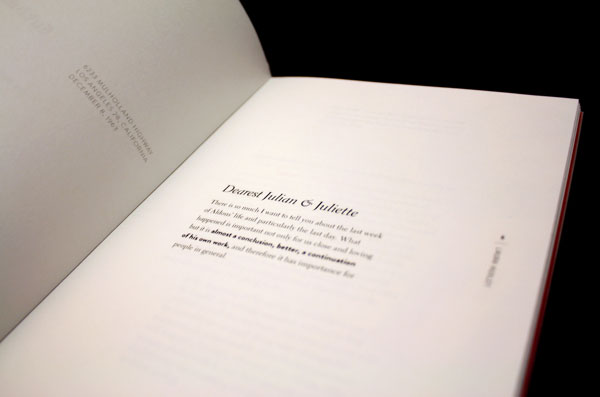 6233 MULHOLLAND HIGHWAY
LOS ANGELES 28, CALIFORNIA
DECEMBER 8, 1963
Dearest Julian & Juliette
There is so much I want to tell you about the last week
of Aldous' life and particularly the last day. What
happened is important not only for us close and loving
but it is almost a conclusion, better, a continuation
of his own work, and therefore it has importance for
people in general.
LAURA HUXLEY